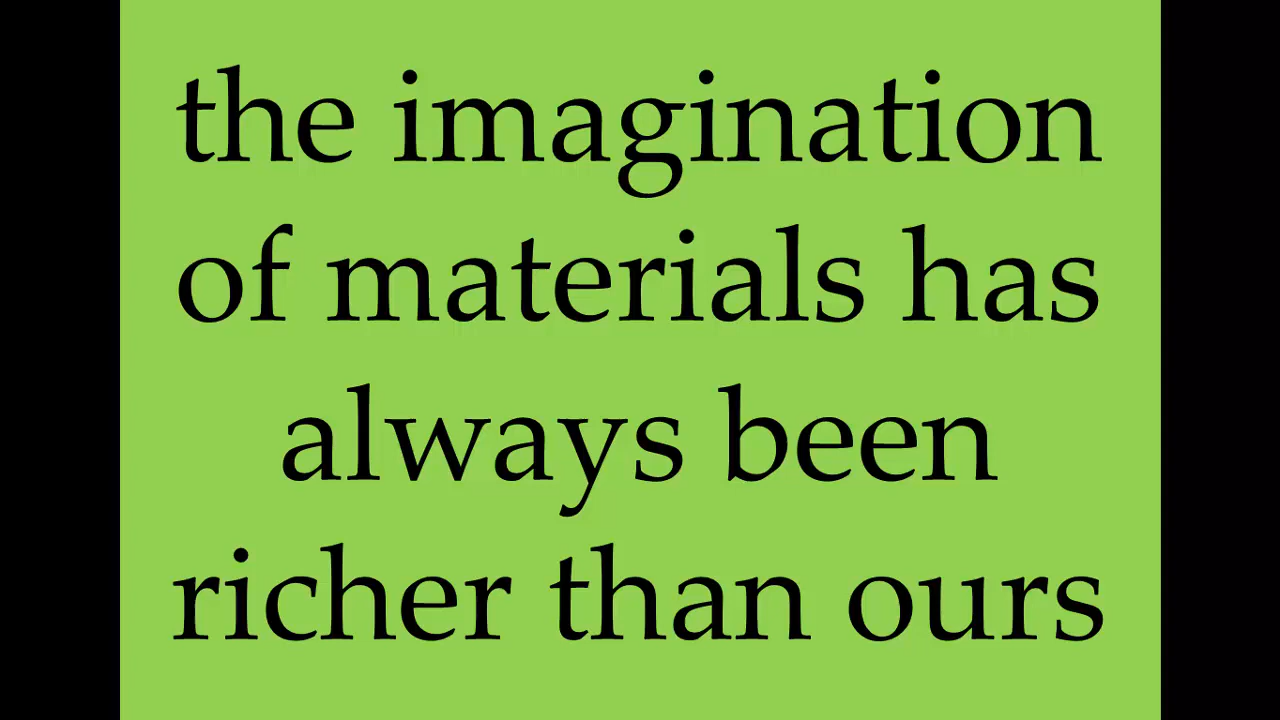 the imagination
of materials has
always been
richer than ours